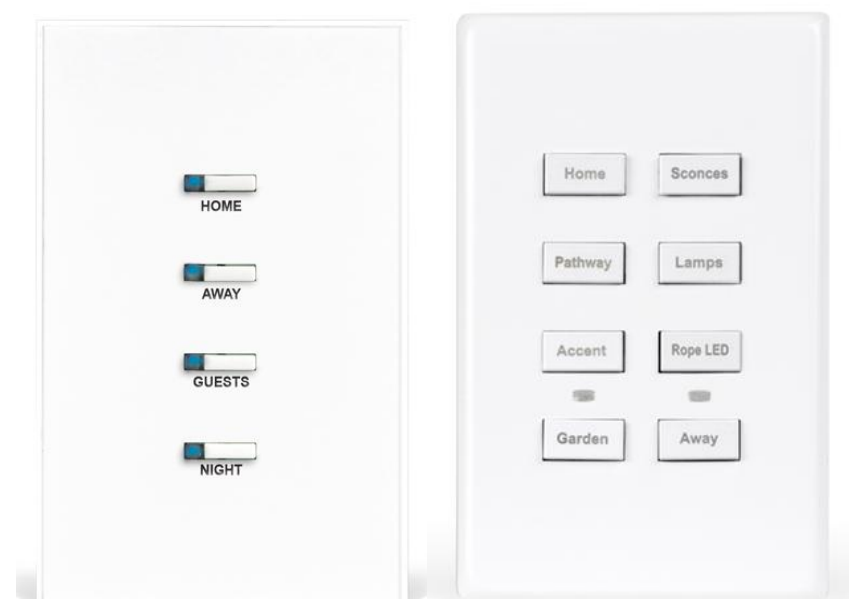 HOME
AWAY
GUESTS
NIGHT
Home
Sconces
Pathway
Lamps
Accent
Rope LED
Garden
Away